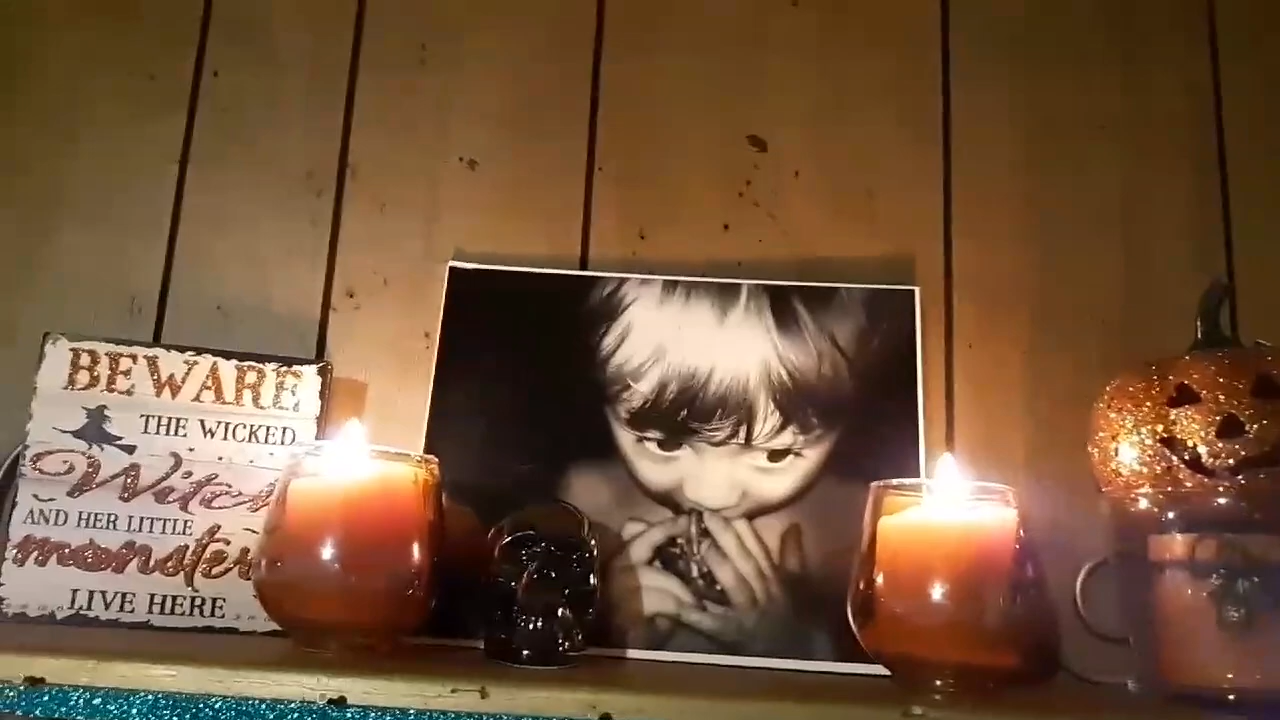 BEWARE
THE WICKED
Witch
AND HER LITTLE
monsters
LIVE HERE